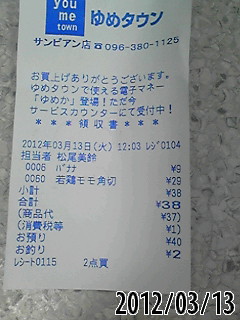 you
me
town
ゆめタウン
サンピアン店 ☎ 096-380-1125
お買上げありがとうございます。
ゆめタウンで使える電子マネー
「ゆめか」登場!ただ今
サービスカウンターにて受付中!
＊＊＊領収書＊＊＊
2012年03月13日(火) 12:03 レジ0104
担当者 松尾美鈴
0006 バサ ¥9
0060 若鶏モモ角切 ¥29
小計 ¥38
合計 ¥38
(商品代 ¥37)
(消費税等 ¥1)
お預り ¥40
お釣り ¥2
レシート0115 2点買
2012/03/13